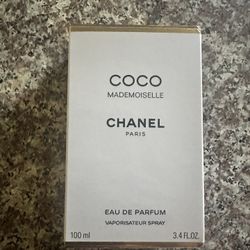 COCO
MADEMOISELLE
CHANEL
PARIS
EAU DE PARFUM
VAPORISATEUR SPRAY
100 ml 3.4 FL.OZ.